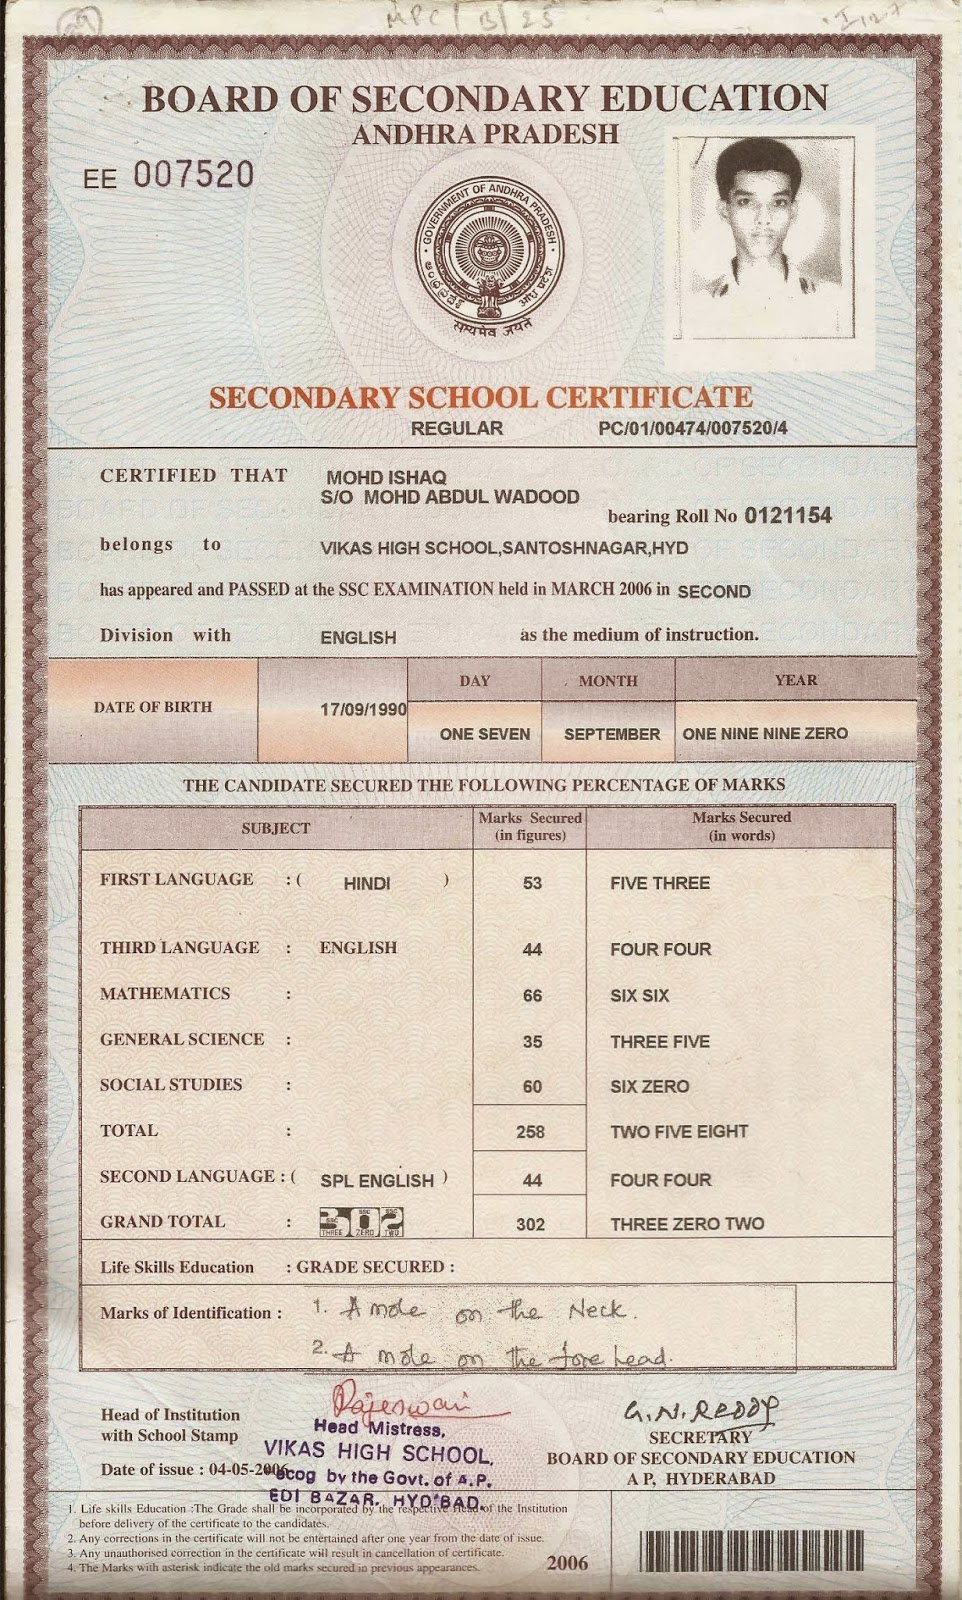 MPC/B/25
BOARD OF SECONDARY EDUCATION
ANDHRA PRADESH
EE 007520
GOVERNMENT OF ANDHRA PRADESH
सत्यमेव जयते
SECONDARY SCHOOL CERTIFICATE
REGULAR PC/01/00474/007520/4
CERTIFIED THAT MOHD ISHAQ
S/O MOHD ABDUL WADOOD
bearing Roll No 0121154
belongs to VIKAS HIGH SCHOOL,SANTOSHNAGAR,HYD
has appeared and PASSED at the SSC EXAMINATION held in MARCH 2006 in SECOND
Division with ENGLISH as the medium of instruction.
DATE OF BIRTH 17/09/1990 DAY MONTH YEAR
ONE SEVEN SEPTEMBER ONE NINE NINE ZERO
THE CANDIDATE SECURED THE FOLLOWING PERCENTAGE OF MARKS
SUBJECT Marks Secured (in figures) Marks Secured (in words)
FIRST LANGUAGE : ( HINDI ) 53 FIVE THREE
THIRD LANGUAGE : ENGLISH 44 FOUR FOUR
MATHEMATICS : 66 SIX SIX
GENERAL SCIENCE : 35 THREE FIVE
SOCIAL STUDIES : 60 SIX ZERO
TOTAL : 258 TWO FIVE EIGHT
SECOND LANGUAGE : ( SPL ENGLISH ) 44 FOUR FOUR
GRAND TOTAL : 302 302 THREE ZERO TWO
SSC SSC SSC
THREE ZERO TWO
Life Skills Education : GRADE SECURED :
Marks of Identification : 1. A mole on the Neck.
2. A mole on the fore head.
Rajeswari
G.N. REDDY
Head of Institution
with School Stamp
Head Mistress,
VIKAS HIGH SCHOOL,
Recog by the Govt. of A.P.
EDI BAZAR, HYD'BAD.
SECRETARY
BOARD OF SECONDARY EDUCATION
A P, HYDERABAD
Date of issue : 04-05-2006
1. Life skills Education :The Grade shall be incorporated by the respective Head of the Institution
before delivery of the certificate to the candidates.
2. Any corrections in the certificate will not be entertained after one year from the date of issue.
3. Any unauthorised correction in the certificate will result in cancellation of certificate.
4. The Marks with asterisk indicate the old marks secured in previous appearances.
2006